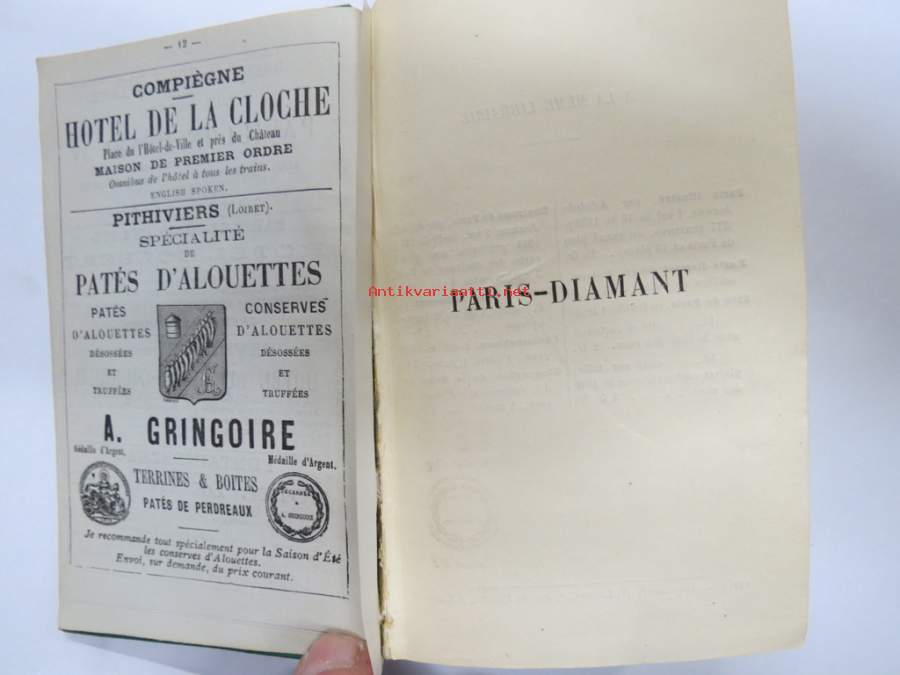 — 12 —
COMPIÈGNE
HOTEL DE LA CLOCHE
Place du l'Hôtel-de-Ville et près du Château
MAISON DE PREMIER ORDRE
Omnibus de l'hôtel à tous les trains.
ENGLISH SPOKEN.
PITHIVIERS (LOIRET).
SPÉCIALITÉ
DE
PATÉS D'ALOUETTES
PATÉS
D'ALOUETTES
DÉSOSSÉES
ET
TRUFFÉES
CONSERVES
D'ALOUETTES
DÉSOSSÉES
ET
TRUFFÉES
A. GRINGOIRE
Médaille d'Argent.
Médaille d'Argent.
TERRINES & BOITES
PATÉS DE PERDREAUX
A. GRINGOIRE
Je recommande tout spécialement pour la Saison d'Été
les conserves d'Alouettes.
Envoi, sur demande, du prix courant.
PARIS-DIAMANT
Antikvariaatti.net